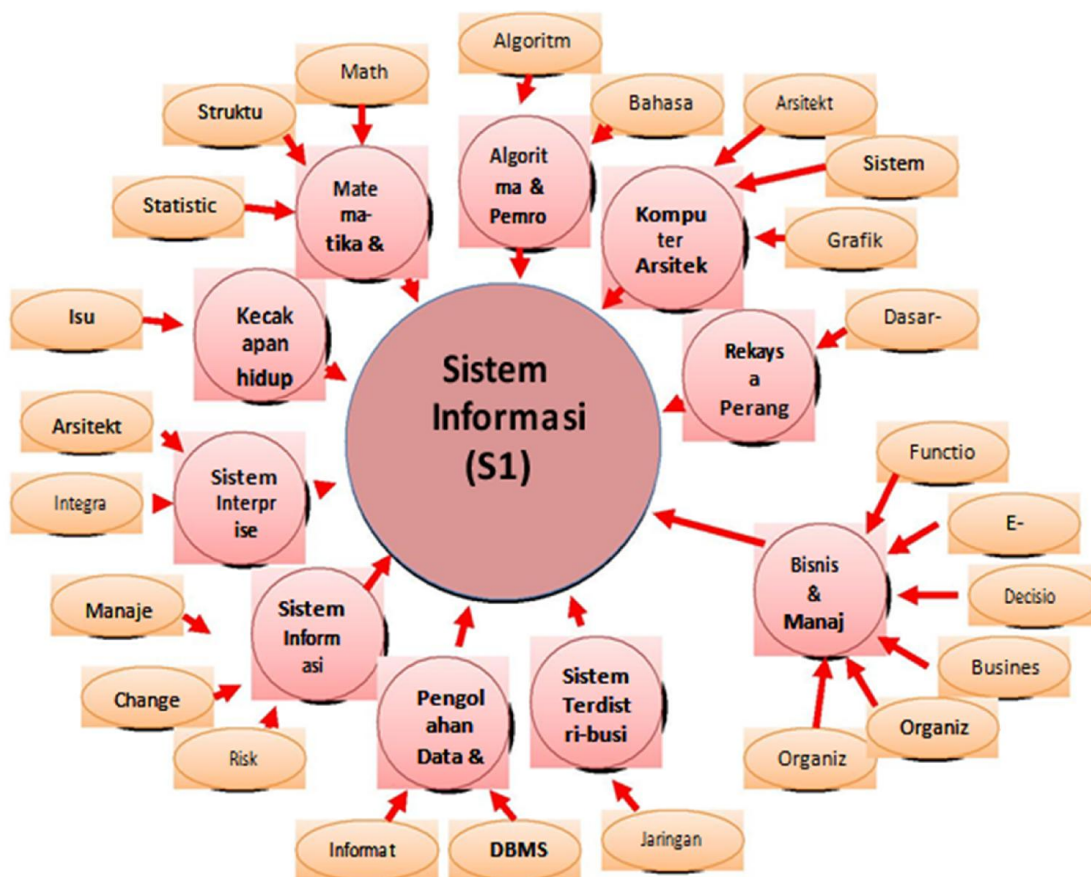 Algoritm
Math
Bahasa
Arsitekt
Struktu
Sistem
Statistic
Grafik
Mate
ma-
tika &
Algorit
ma &
Pemro
Kompu
ter
Arsitek
Isu
Kecak
apan
hidup
Dasar-
Rekays
a
Perang
Sistem
Informasi
(S1)
Arsitekt
Integra
Sistem
Interpr
ise
Functio
E-
Decisio
Busines
Organiz
Organiz
Bisnis
&
Manaj
Manaje
Change
Risk
Sistem
Inform
asi
Pengol
ahan
Data &
Sistem
Terdist
ri-busi
Informat
DBMS
Jaringan